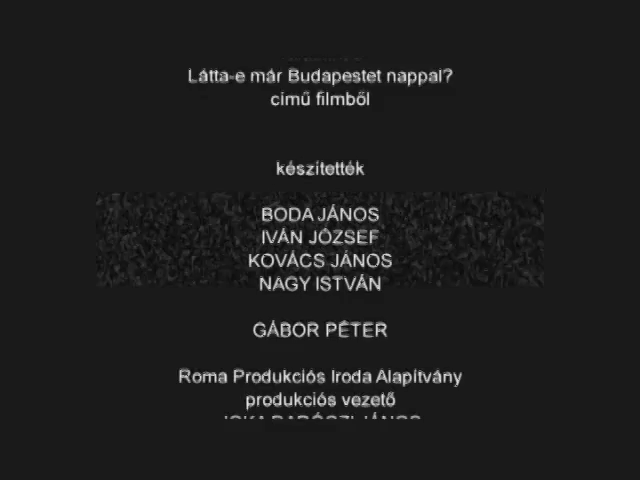 Látta-e már Budapestet nappal?
című filmből
készítették
BODA JÁNOS
IVÁN JÓZSEF
KOVÁCS JÁNOS
NAGY ISTVÁN
GÁBOR PÉTER
Roma Produkciós Iroda Alapítvány
produkciós vezető
JÁNOS